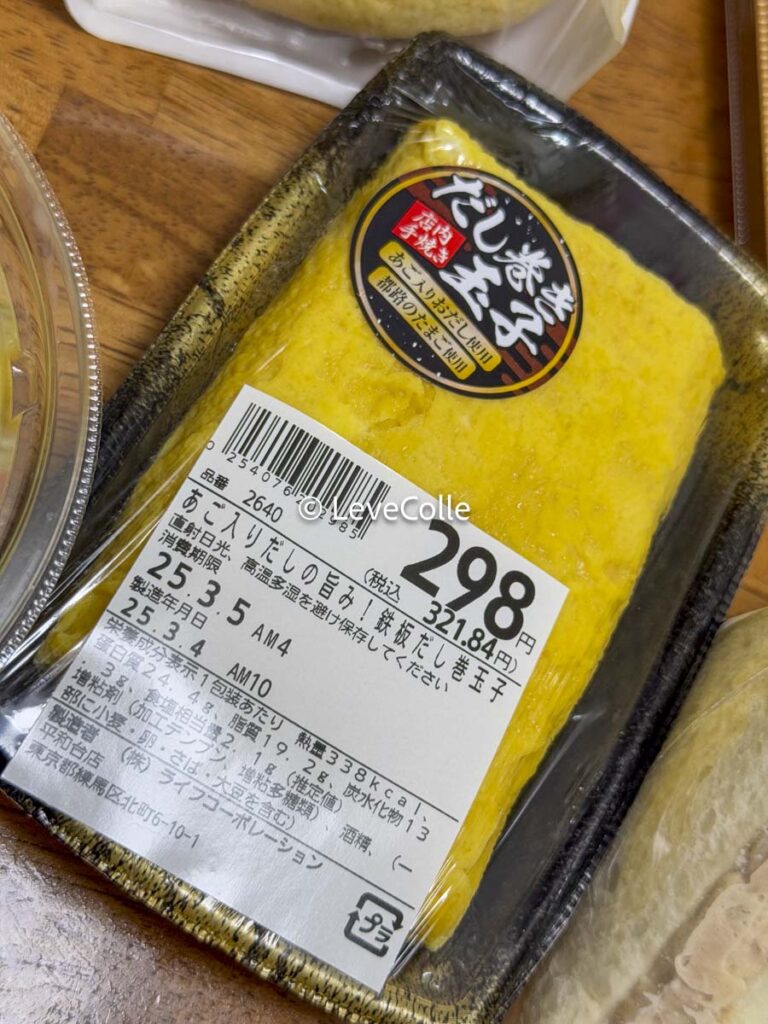 だし巻き
玉子
店内
手焼き
あご入りおだし使用
都路のたまご使用
品番 2640
298円
(税込 321.84円)
あご入りだしの旨み!鉄板だし巻玉子
直射日光、高温多湿を避け保存してください
消費期限
25.3.5 AM4
製造年月日
25.3.4 AM10
栄養成分表示1包装あたり 熱量338kcal、
蛋白質24.4g、脂質19.2g、炭水化物13
.3g、食塩相当量2.1g(推定値)
増粘剤(加工デンプン、増粘多糖類)、酒精、(一
部に小麦・卵・さば・大豆を含む)
製造者 (株)ライフコーポレーション
平和台店
東京都練馬区北町6-10-1
プラ
© LeveColle